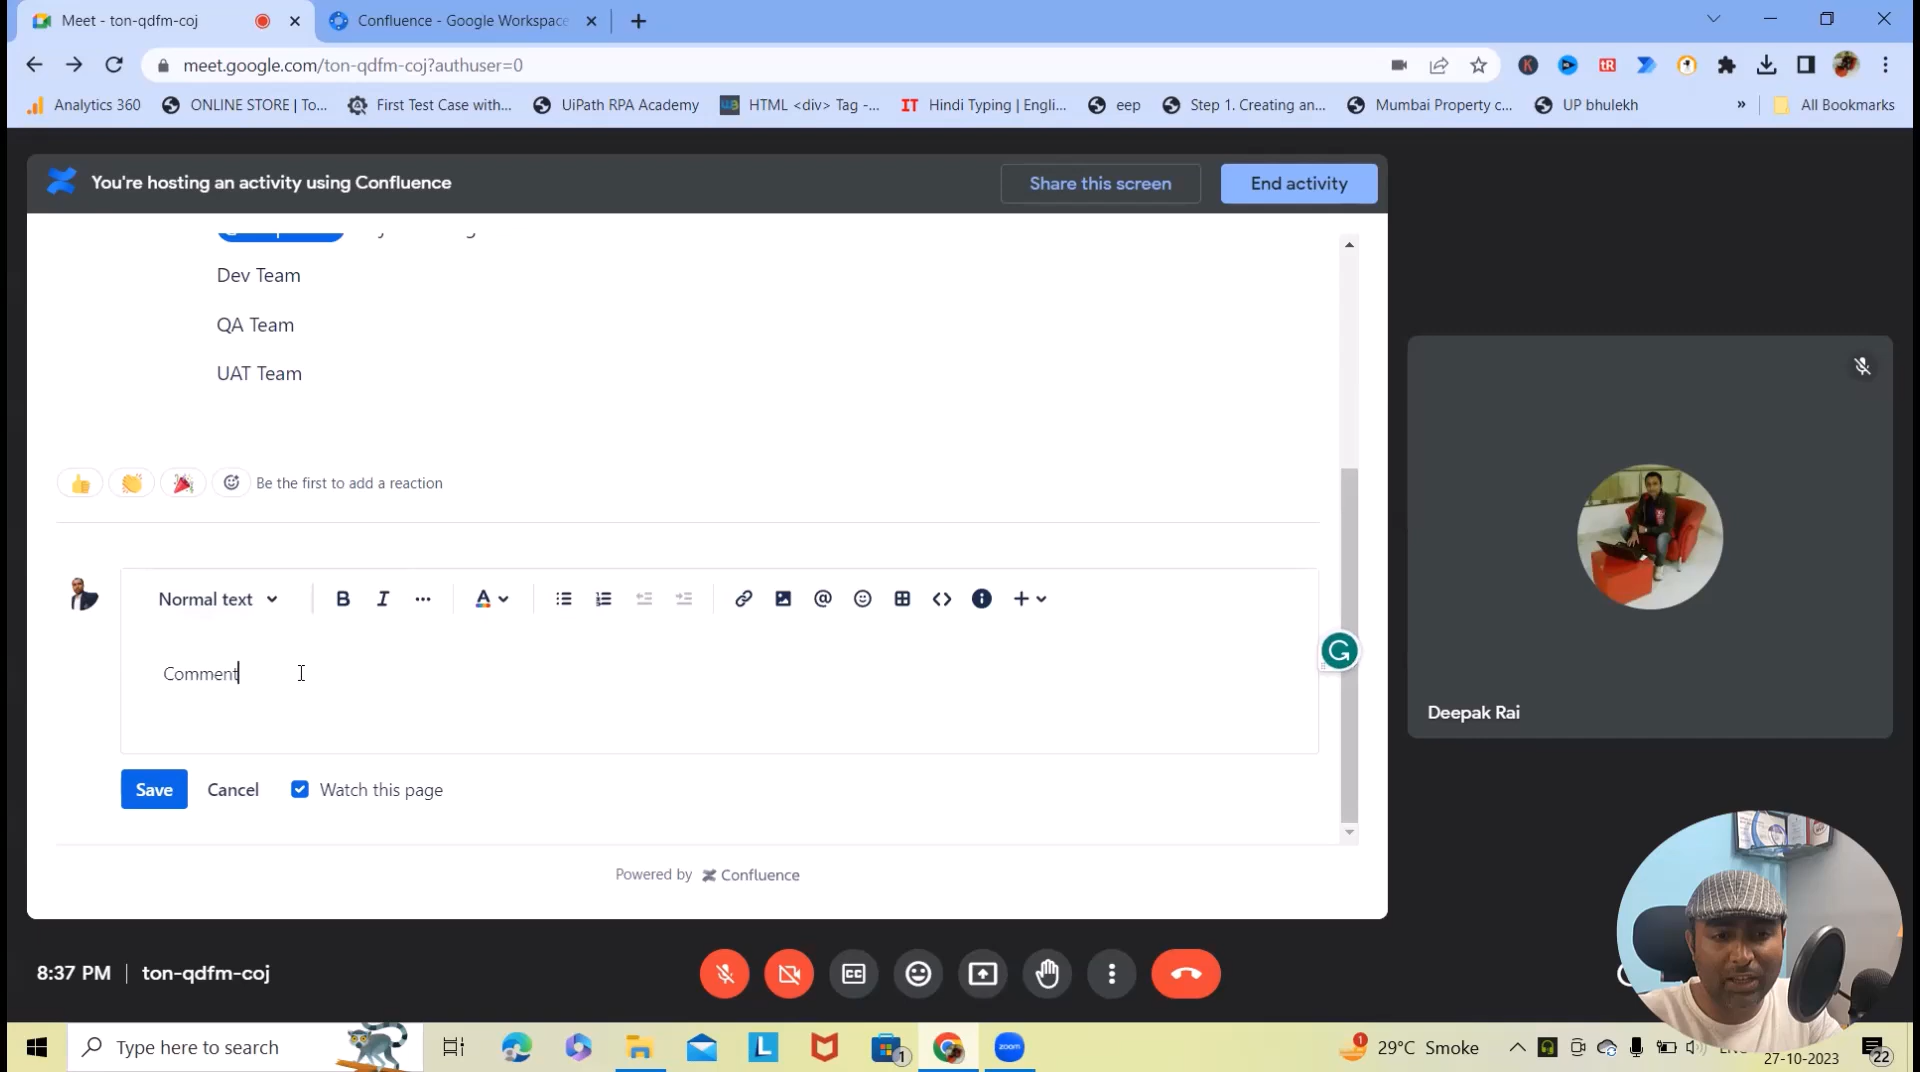 Meet - ton-qdfm-coj
Confluence - Google Workspace
meet.google.com/ton-qdfm-coj?authuser=0
Analytics 360
ONLINE STORE | To...
First Test Case with...
UiPath RPA Academy
HTML <div> Tag -...
IT Hindi Typing | Engli...
eep
Step 1. Creating an...
Mumbai Property c...
UP bhulekh
»
All Bookmarks
You're hosting an activity using Confluence
Share this screen
End activity
Dev Team
QA Team
UAT Team
Be the first to add a reaction
Normal text
Comment
Save
Cancel
Watch this page
Powered by Confluence
Deepak Rai
8:37 PM | ton-qdfm-coj
Type here to search
zoom
1
1
29°C Smoke
27-10-2023
22